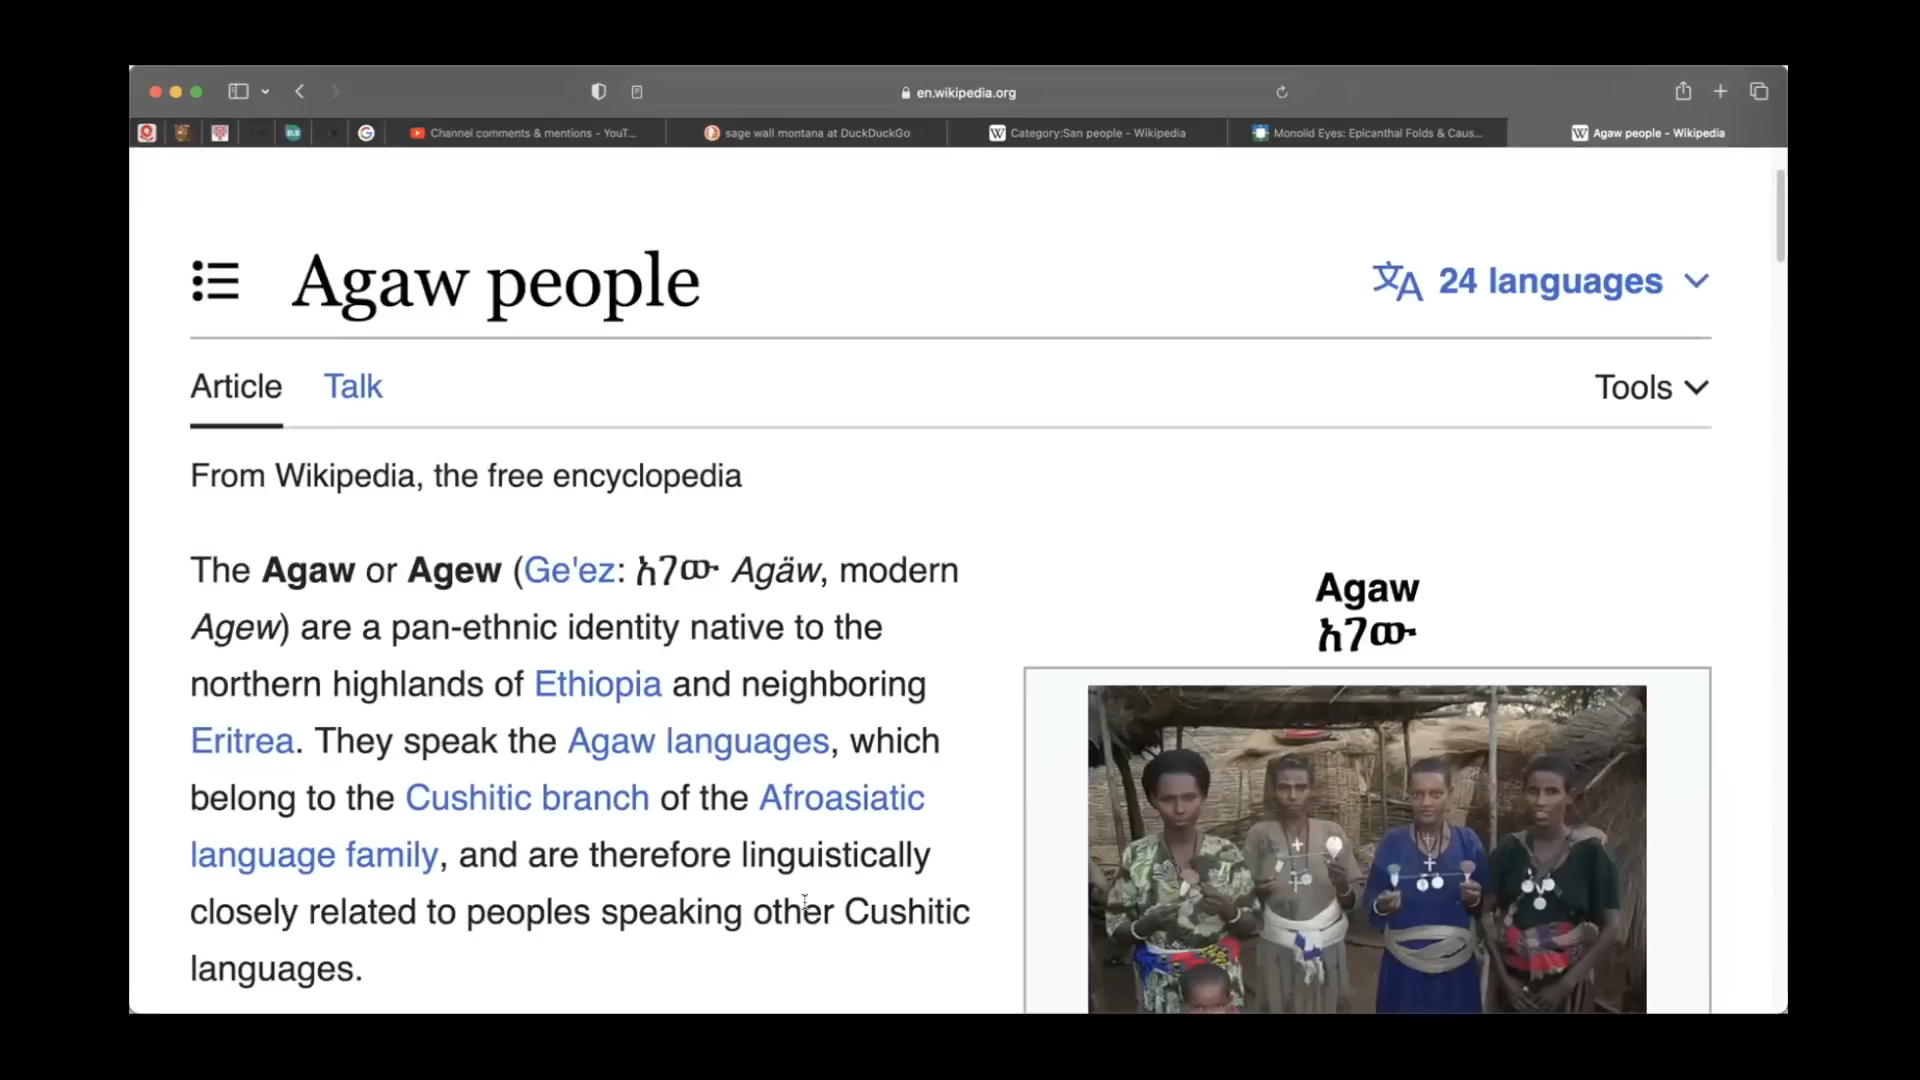 en.wikipedia.org
Channel comments & mentions - YouT...
sage wall montana at DuckDuckGo
Category:San people - Wikipedia
Monolid Eyes: Epicanthal Folds & Caus...
Agaw people - Wikipedia
Agaw people
24 languages
Article
Talk
Tools
From Wikipedia, the free encyclopedia
The Agaw or Agew (Ge'ez: አገው Agäw, modern
Agew) are a pan-ethnic identity native to the
northern highlands of Ethiopia and neighboring
Eritrea. They speak the Agaw languages, which
belong to the Cushitic branch of the Afroasiatic
language family, and are therefore linguistically
closely related to peoples speaking other Cushitic
languages.
Agaw
አገው